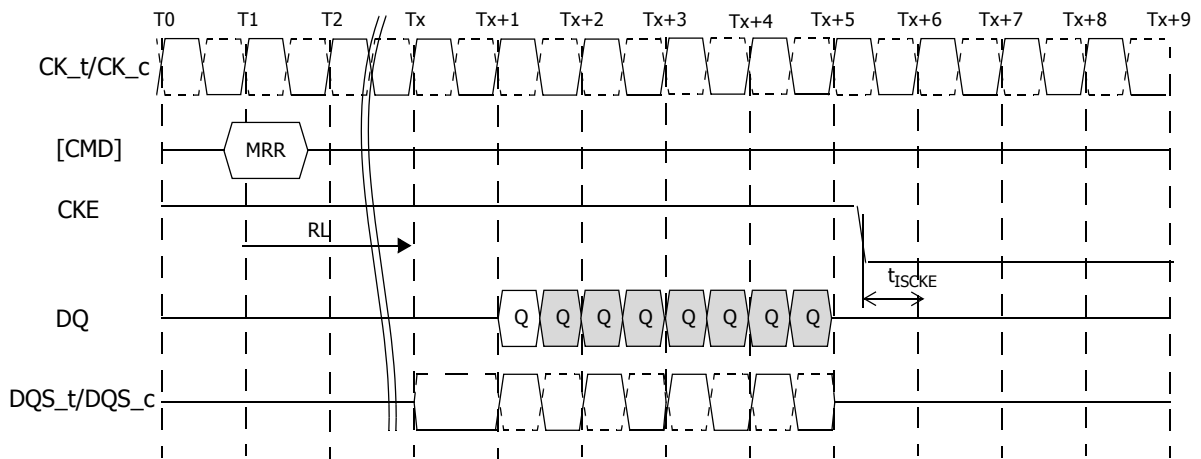 T0 T1 T2 Tx Tx+1 Tx+2 Tx+3 Tx+4 Tx+5 Tx+6 Tx+7 Tx+8 Tx+9
CK_t/CK_c
[CMD] MRR
CKE
RL
tISCKE
DQ Q Q Q Q Q Q Q Q
DQS_t/DQS_c